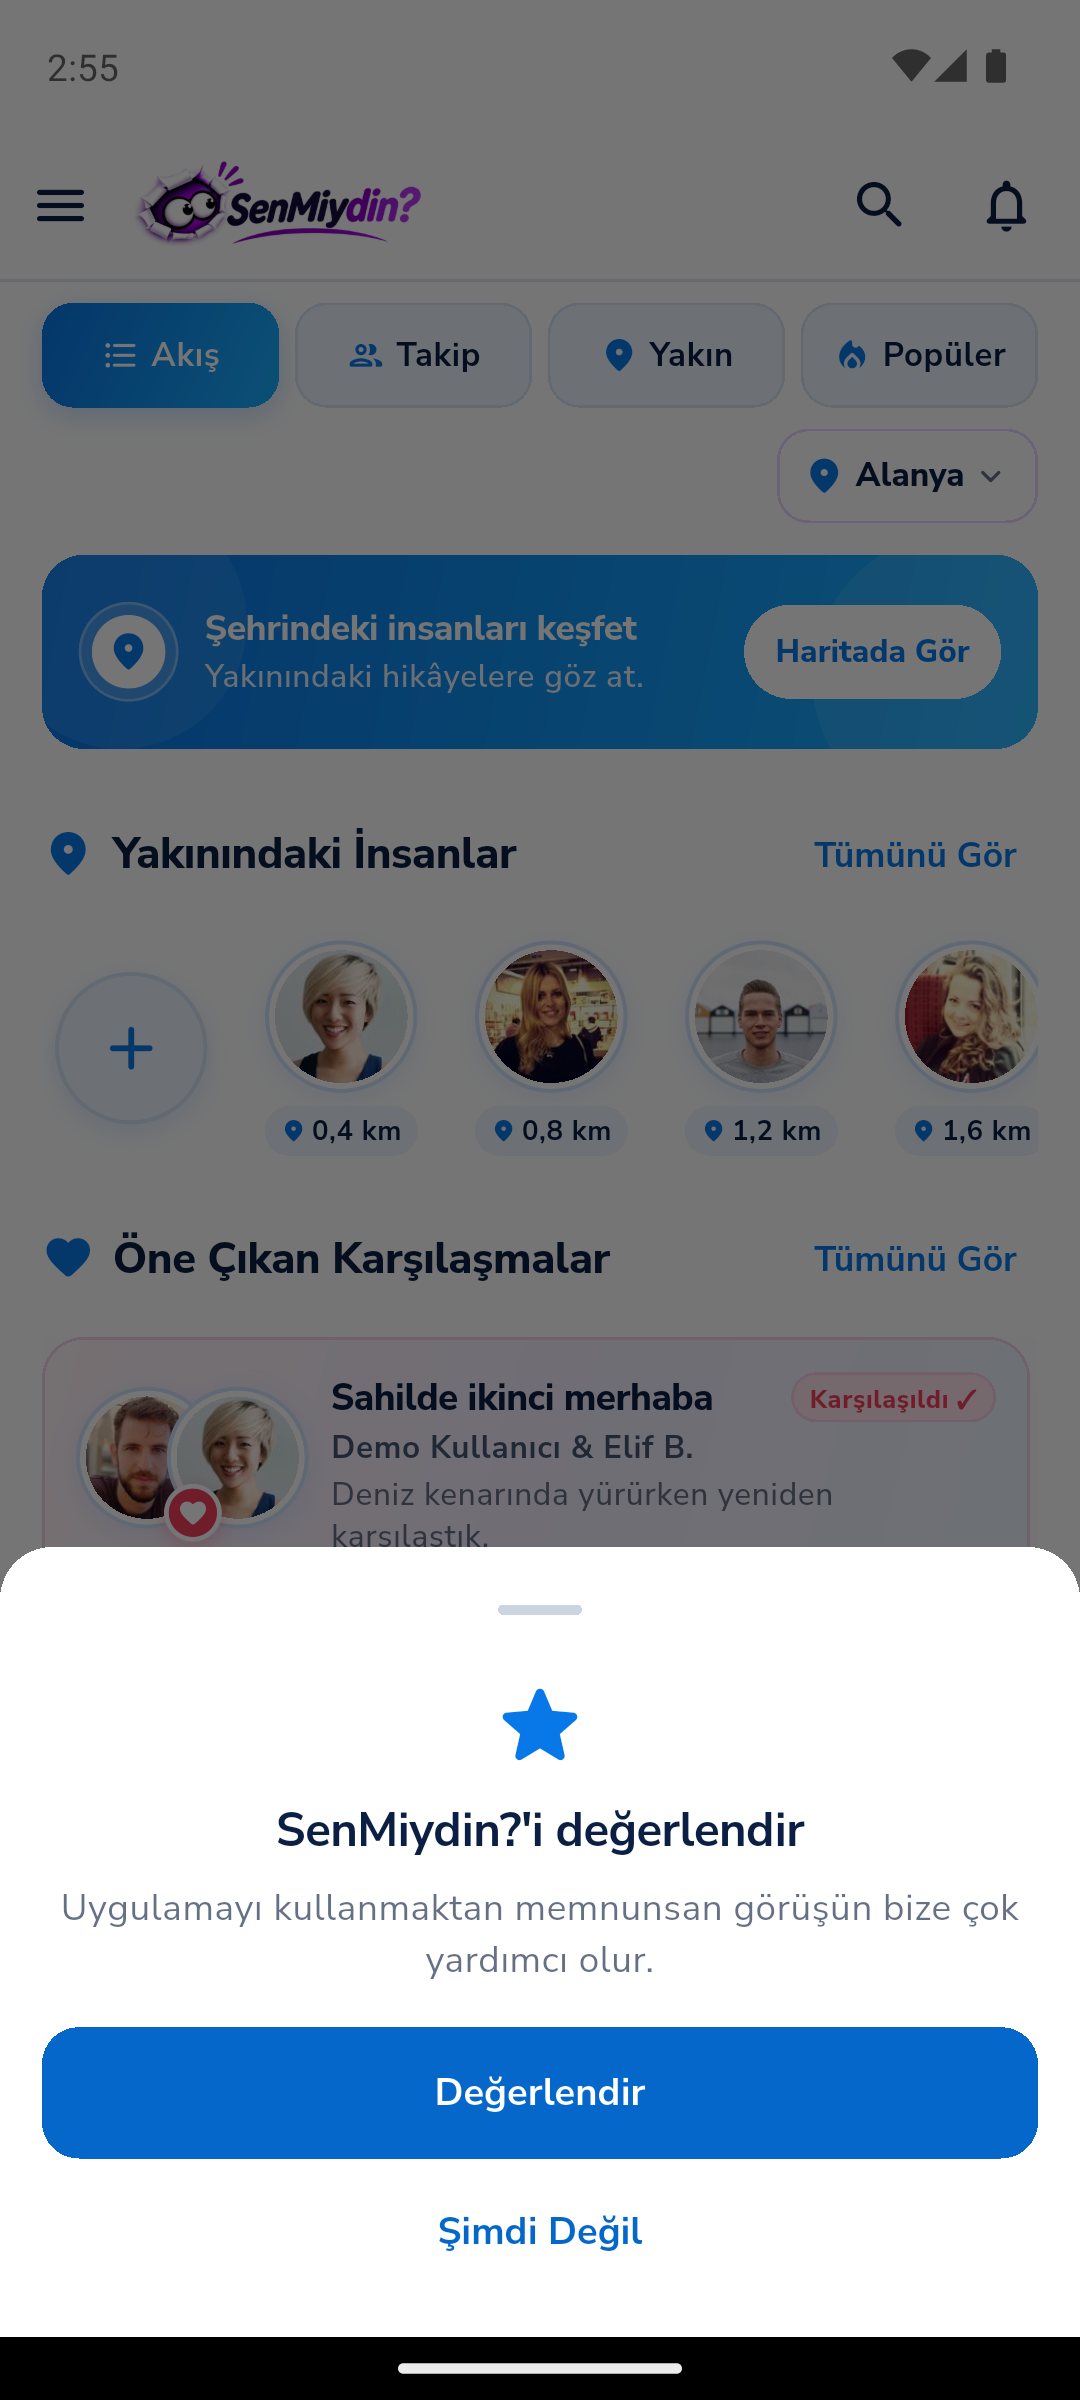 2:55
SenMiydin?
Akış
Takip
Yakın
Popüler
Alanya
Şehrindeki insanları keşfet
Yakınındaki hikâyelere göz at.
Haritada Gör
Yakınındaki İnsanlar
Tümünü Gör
0,4 km
0,8 km
1,2 km
1,6 km
Öne Çıkan Karşılaşmalar
Tümünü Gör
Sahilde ikinci merhaba
Karşılaşıldı ✓
Demo Kullanıcı & Elif B.
Deniz kenarında yürürken yeniden
karşılaştık.
SenMiydin?'i değerlendir
Uygulamayı kullanmaktan memnunsan görüşün bize çok
yardımcı olur.
Değerlendir
Şimdi Değil